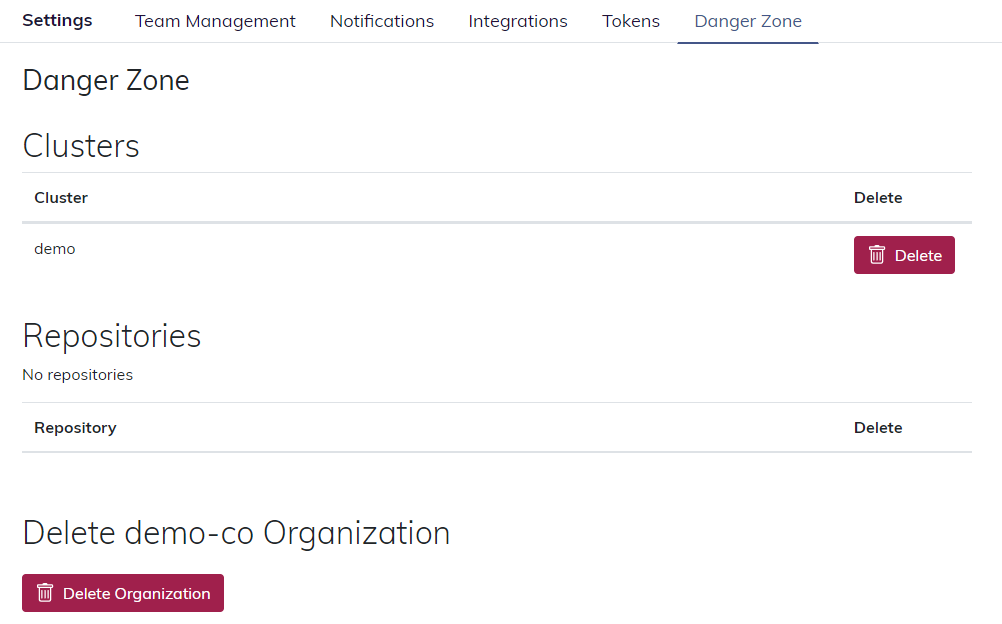 Settings Team Management Notifications Integrations Tokens Danger Zone
Danger Zone
Clusters
Cluster Delete
demo Delete
Repositories
No repositories
Repository Delete
Delete demo-co Organization
Delete Organization